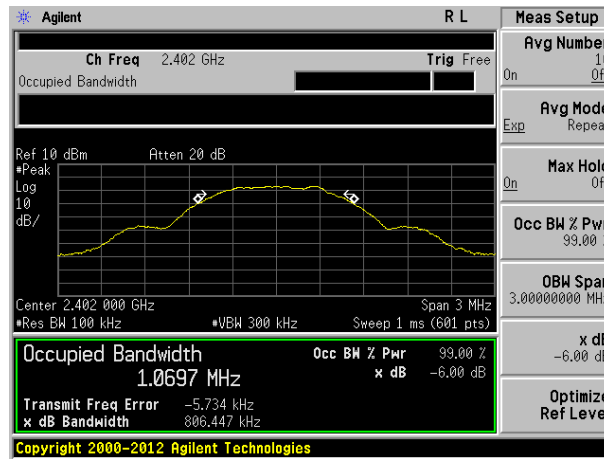 Agilent R L
Ch Freq 2.402 GHz Trig Free
Occupied Bandwidth
Ref 10 dBm Atten 20 dB
#Peak
Log
10
dB/
Center 2.402 000 GHz Span 3 MHz
#Res BW 100 kHz #VBW 300 kHz Sweep 1 ms (601 pts)
Occupied Bandwidth Occ BW % Pwr 99.00 %
1.0697 MHz x dB -6.00 dB
Transmit Freq Error -5.734 kHz
x dB Bandwidth 806.447 kHz
Copyright 2000-2012 Agilent Technologies
Meas Setup
Avg Number
On
Avg Mode
Exp Repea
Max Hold
On Of
Occ BW % Pwr
99.00
OBW Span
3.00000000 MH
x dB
-6.00 dB
Optimize
Ref Leve